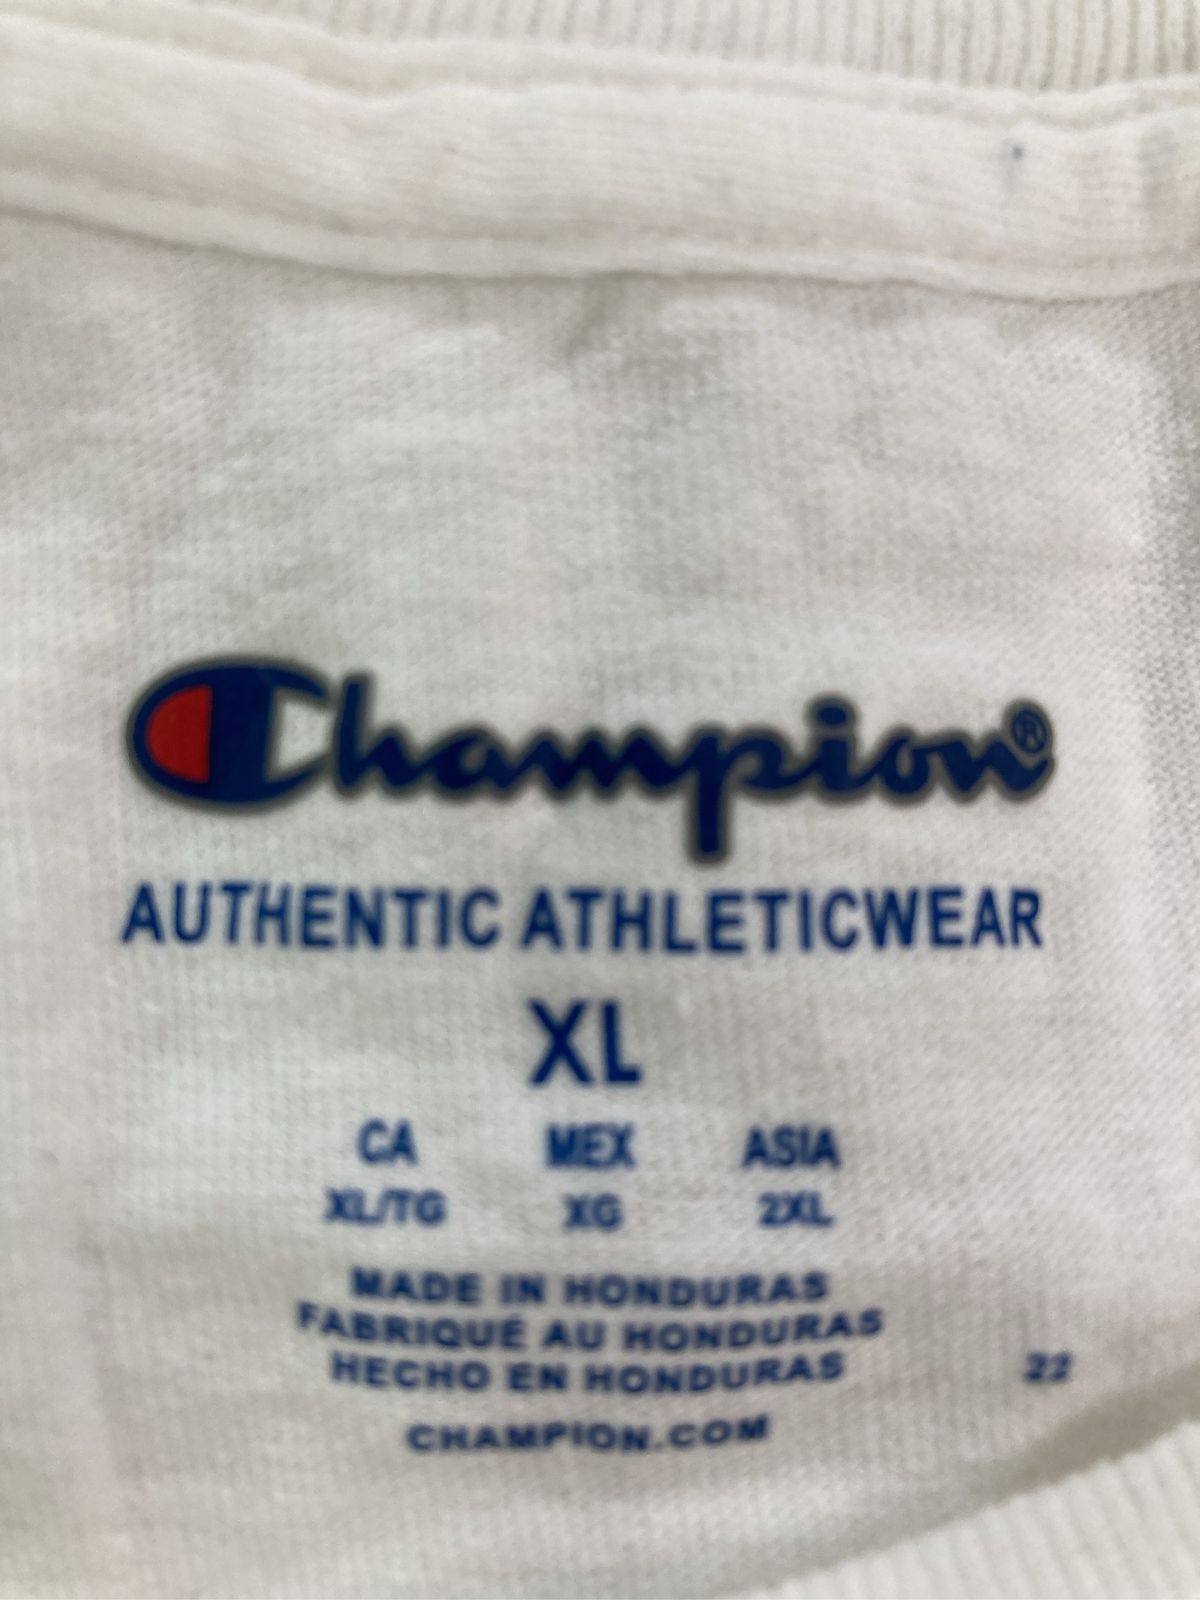 Champion®
AUTHENTIC ATHLETICWEAR
XL
CA MEX ASIA
XL/TG XG 2XL
MADE IN HONDURAS
FABRIQUÉ AU HONDURAS
HECHO EN HONDURAS
22
CHAMPION.COM